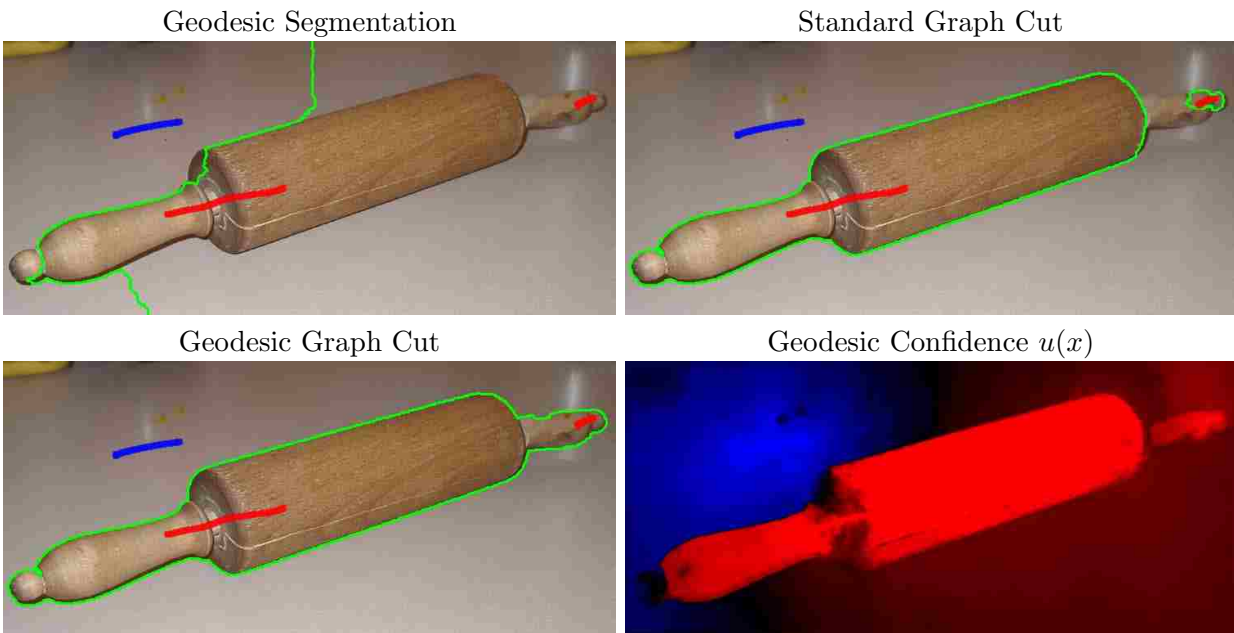 Geodesic Segmentation
Standard Graph Cut
Geodesic Graph Cut
Geodesic Confidence u(x)